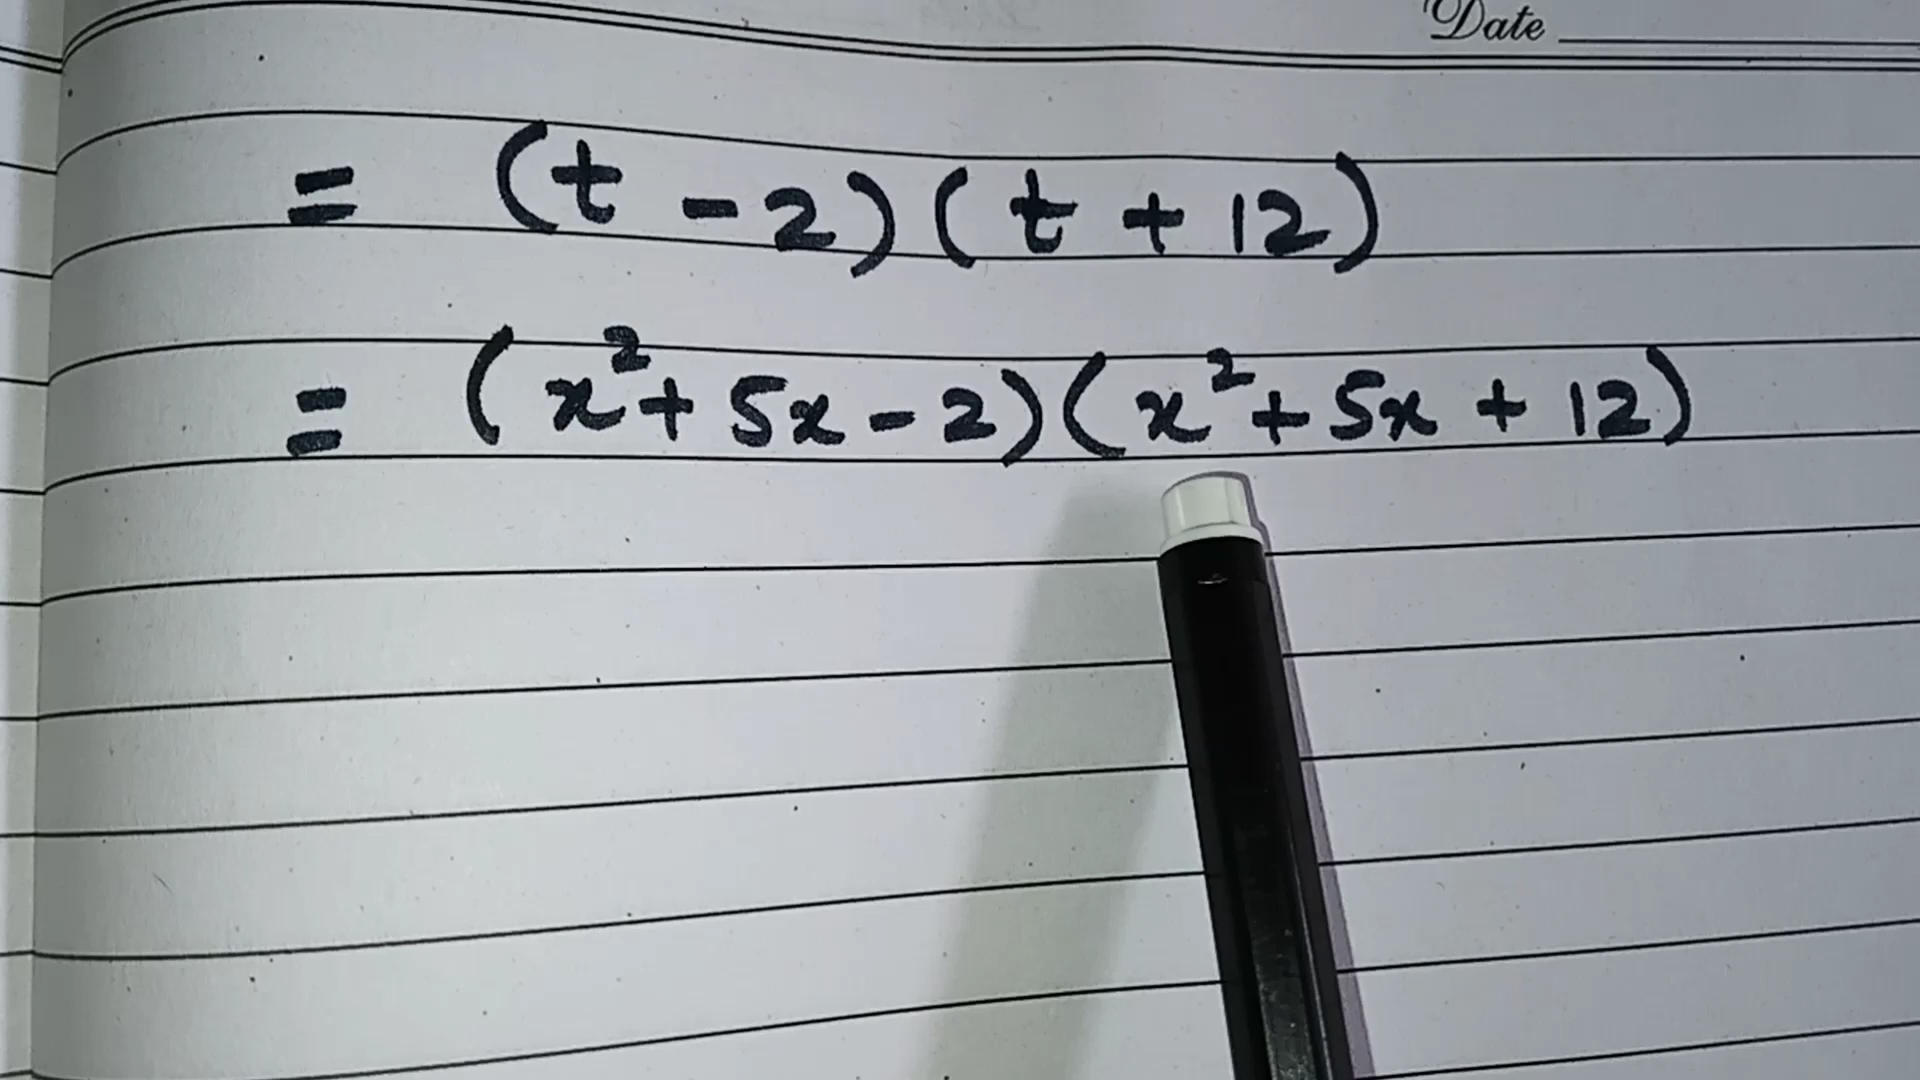 Date
= (t - 2)(t + 12)
= (x² + 5x - 2)(x² + 5x + 12)